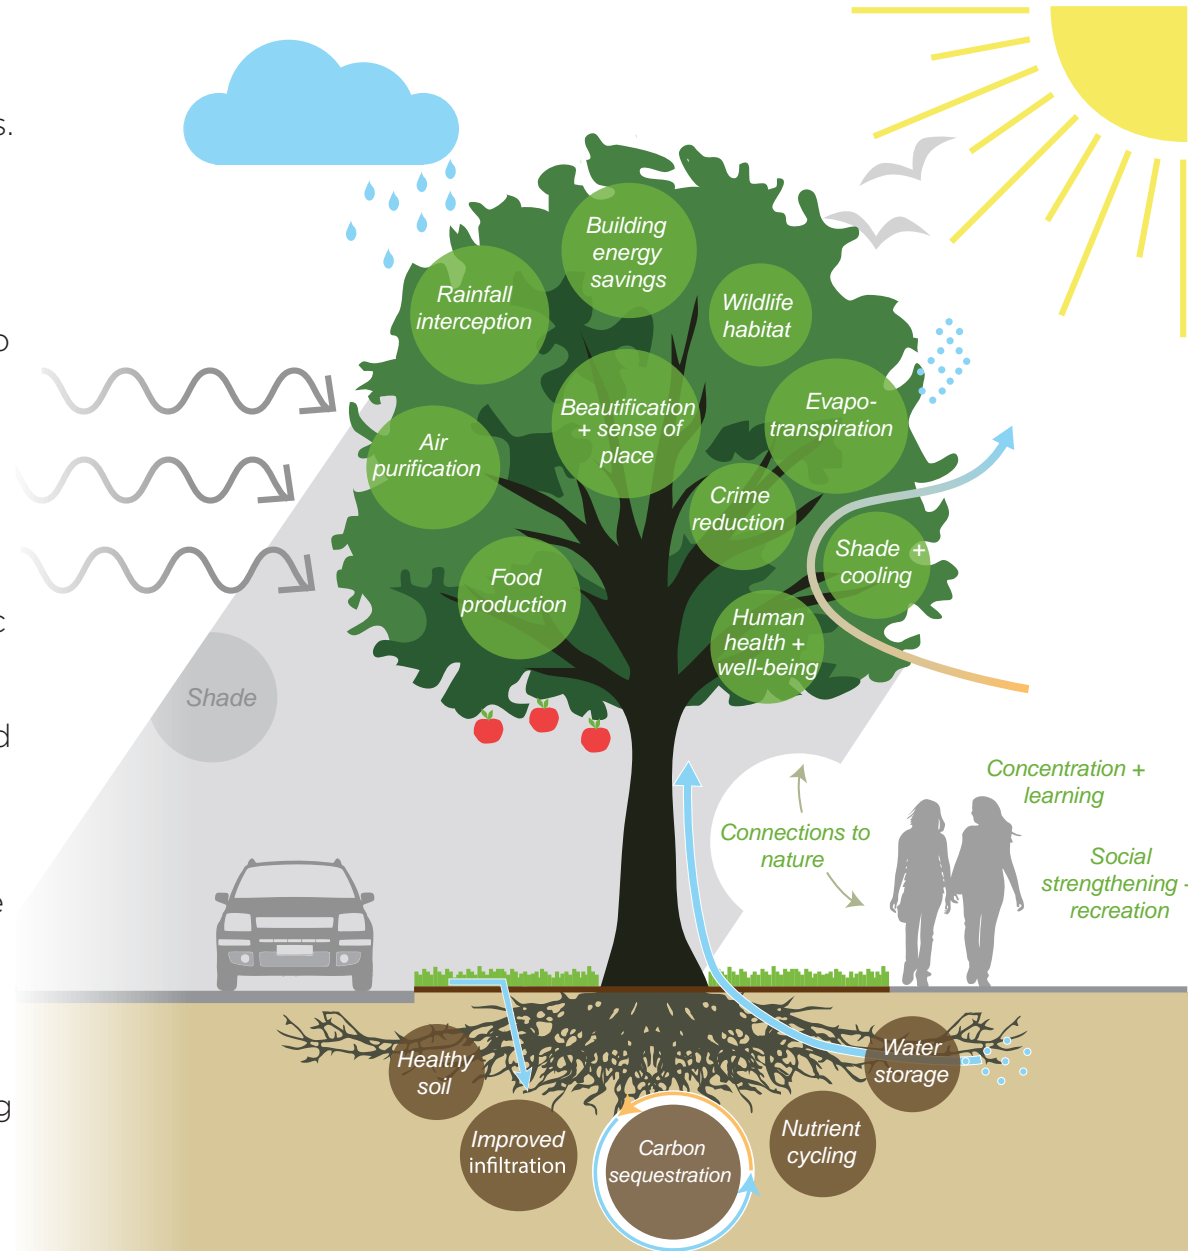 s.
o
c
d
e
g
Building
energy
savings
Rainfall
interception
Wildlife
habitat
Beautification
+ sense of
place
Evapo-
transpiration
Air
purification
Crime
reduction
Shade +
cooling
Food
production
Human
health +
well-being
Shade
Concentration +
learning
Connections to
nature
Social
strengthening +
recreation
Healthy
soil
Water
storage
Improved
infiltration
Carbon
sequestration
Nutrient
cycling